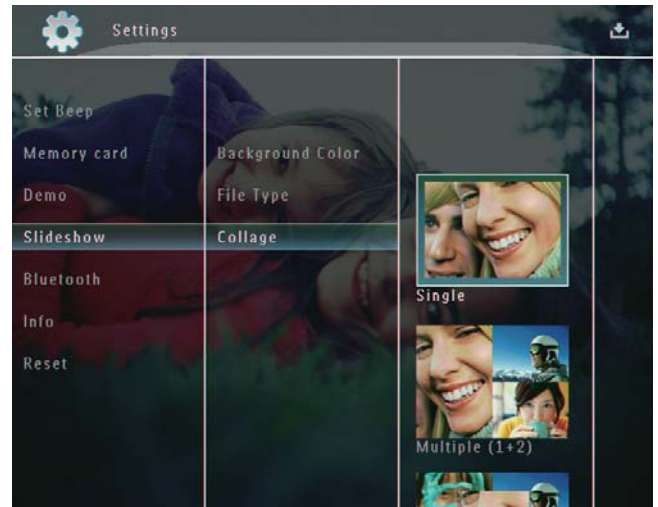 Settings
Set Beep
Memory card
Demo
Slideshow
Bluetooth
Info
Reset
Background Color
File Type
Collage
Single
Multiple (1+2)